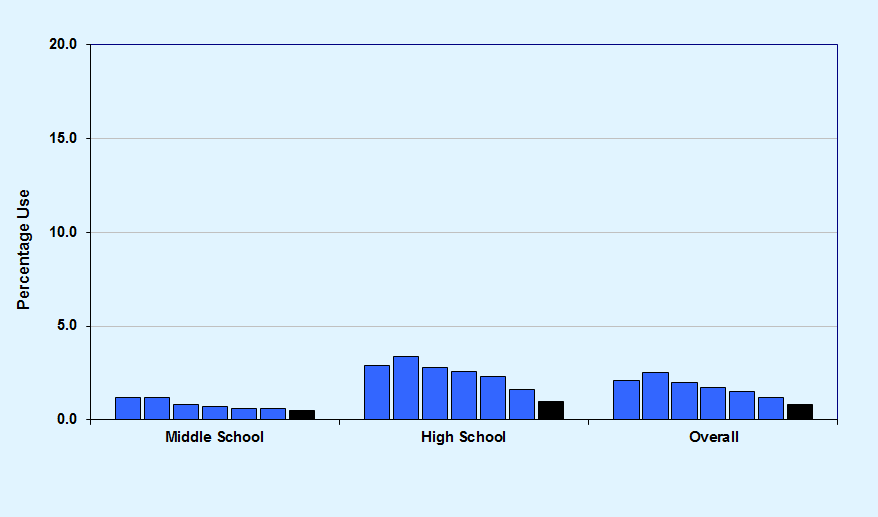 20.0
15.0
10.0
5.0
0.0
Percentage Use
Middle School
High School
Overall